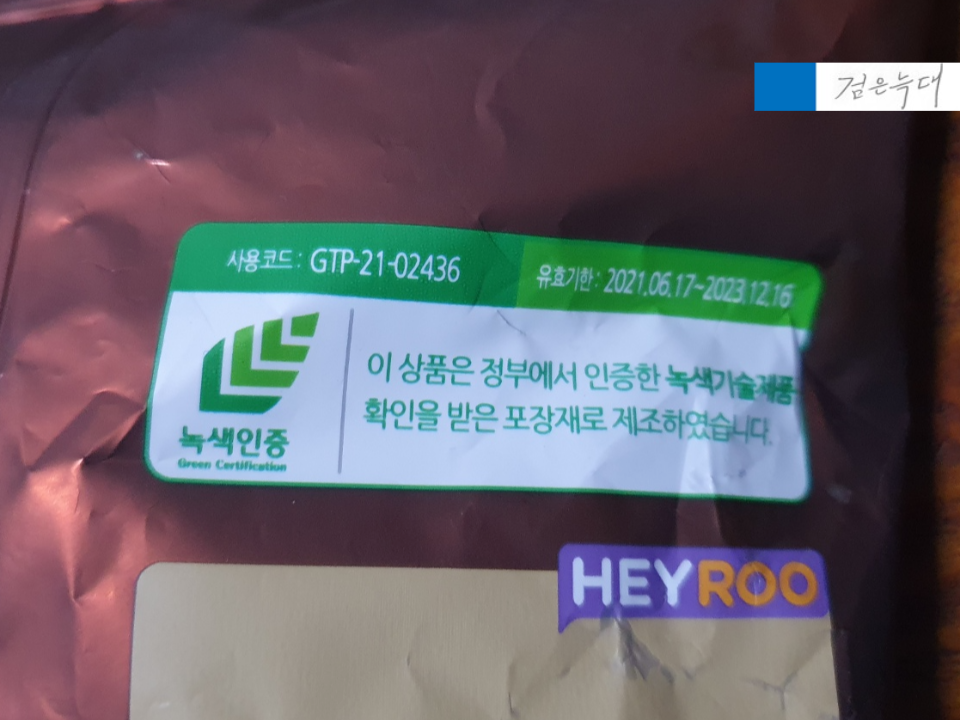 검은늑대
사용코드 : GTP-21-02436
유효기한 : 2021.06.17~2023.12.16
이 상품은 정부에서 인증한 녹색기술제품
확인을 받은 포장재로 제조하였습니다.
녹색인증
Green Certification
HEYROO